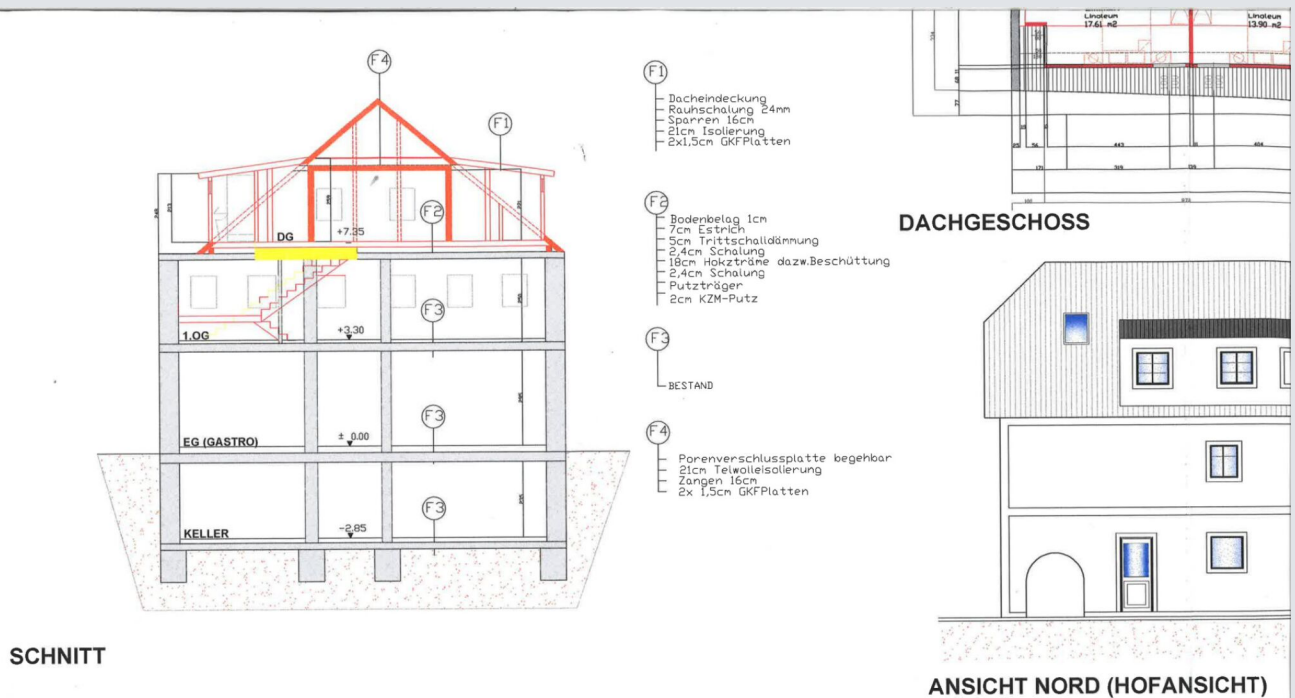 F4
F1
F2
DG
+7.35
F3
1.OG
+3.30
F3
EG (GASTRO)
± 0.00
F3
KELLER
-2.85
SCHNITT
F1
Dacheindeckung
Rauhschalung 24mm
Sparren 16cm
21cm Isolierung
2x1,5cm GKFPlatten
F2
Bodenbelag 1cm
7cm Estrich
5cm Trittschalldämmung
2,4cm Schalung
18cm Hokzträme dazw.Beschüttung
2,4cm Schalung
Putzträger
2cm KZM-Putz
F3
BESTAND
F4
Porenverschlussplatte begehbar
21cm Telwolleisolierung
Zangen 16cm
2x 1,5cm GKFPlatten
Linoleum
17.61 m2
Linoleum
13.90 m2
DACHGESCHOSS
ANSICHT NORD (HOFANSICHT)